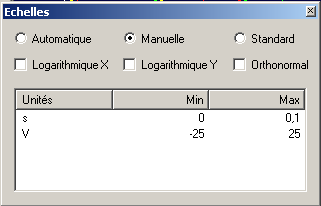 Echelles
Automatique Manuelle Standard
Logarithmique X Logarithmique Y Orthonormal
Unités Min Max
s 0 0,1
V -25 25